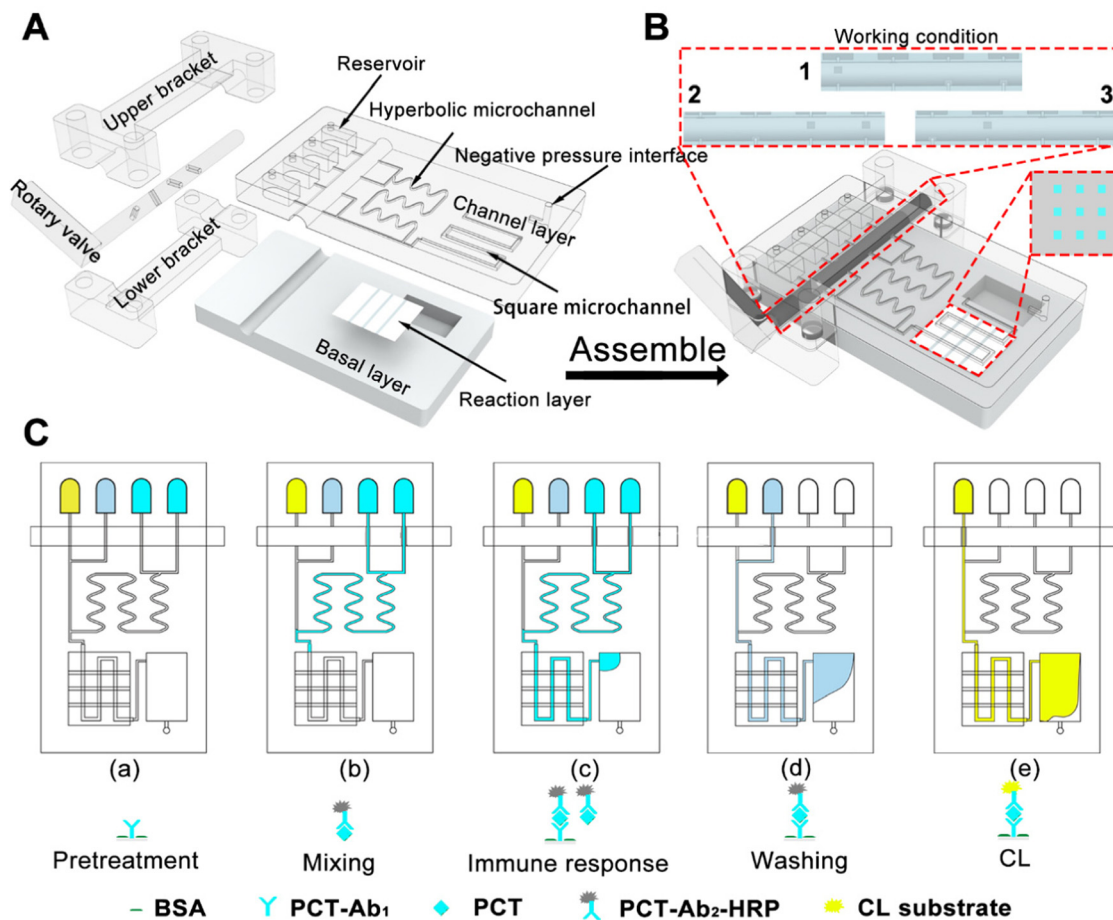 A
Upper bracket
Rotary valve
Lower bracket
Reservoir
Hyperbolic microchannel
Negative pressure interface
Channel layer
Square microchannel
Basal layer
Reaction layer
Assemble
B
Working condition
1
2
3
C
(a)
(b)
(c)
(d)
(e)
Pretreatment
Mixing
Immune response
Washing
CL
BSA
PCT-Ab₁
PCT
PCT-Ab₂-HRP
CL substrate